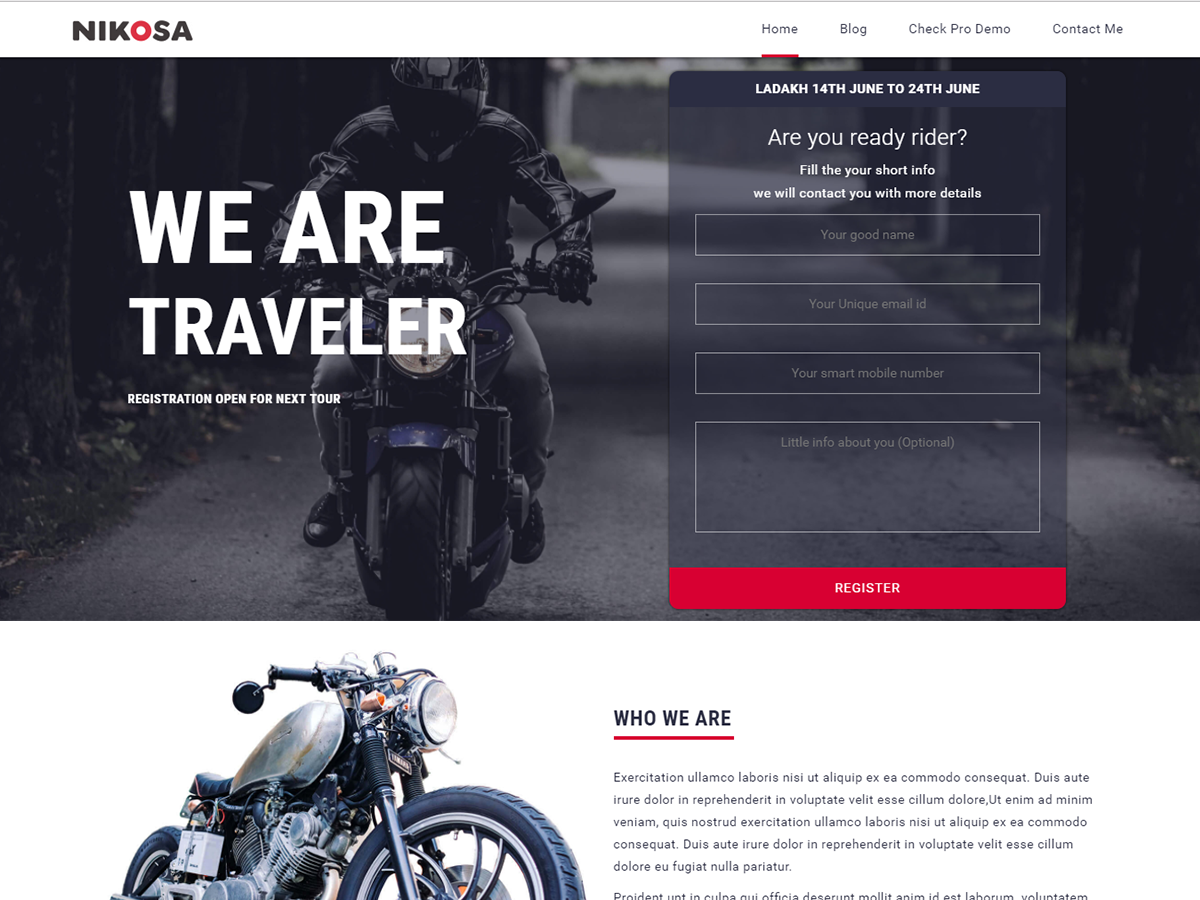 NIKOSA
Home
Blog
Check Pro Demo
Contact Me
WE ARE
TRAVELER
REGISTRATION OPEN FOR NEXT TOUR
LADAKH 14TH JUNE TO 24TH JUNE
Are you ready rider?
Fill the your short info
we will contact you with more details
Your good name
Your Unique email id
Your smart mobile number
Little info about you (Optional)
REGISTER
YAMAHA
WHO WE ARE
Exercitation ullamco laboris nisi ut aliquip ex ea commodo consequat. Duis aute
irure dolor in reprehenderit in voluptate velit esse cillum dolore,Ut enim ad minim
veniam, quis nostrud exercitation ullamco laboris nisi ut aliquip ex ea commodo
consequat. Duis aute irure dolor in reprehenderit in voluptate velit esse cillum
dolore eu fugiat nulla pariatur.
Proident unt in culpa qui officia deserunt mollit anim id est laborum, voluptatem